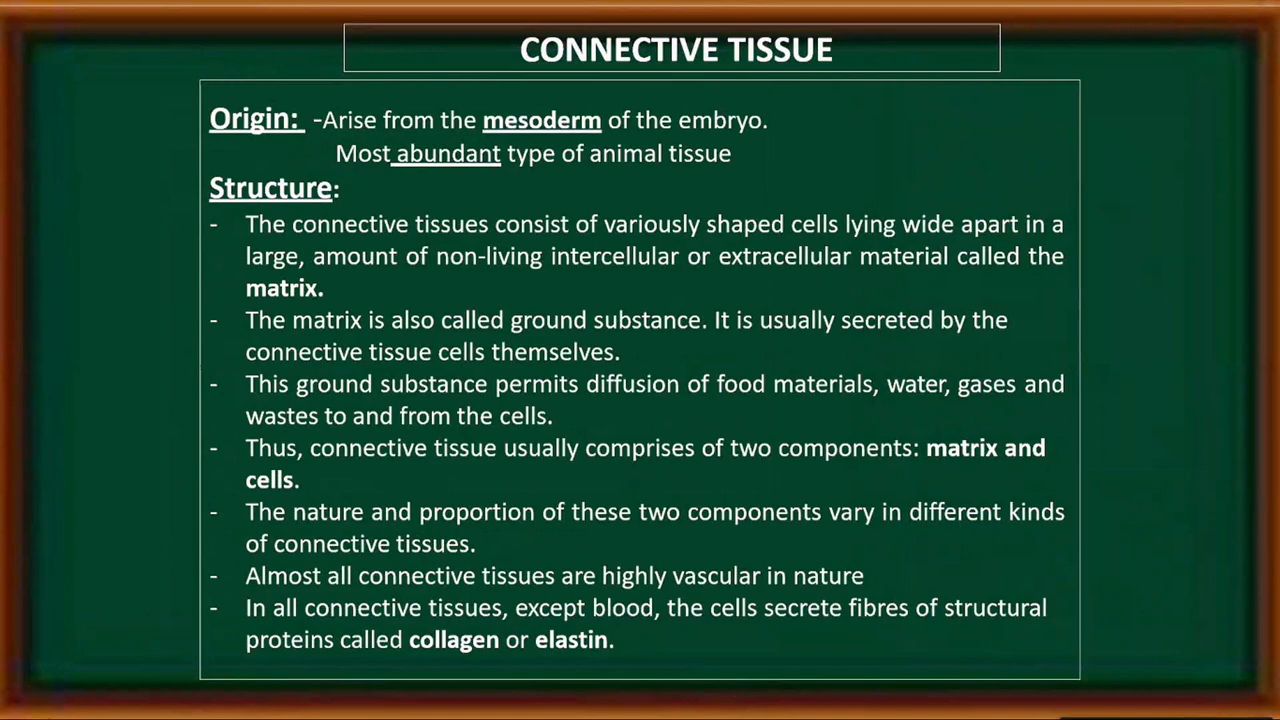 CONNECTIVE TISSUE
Origin: -Arise from the mesoderm of the embryo.
Most abundant type of animal tissue
Structure:
- The connective tissues consist of variously shaped cells lying wide apart in a
large, amount of non-living intercellular or extracellular material called the
matrix.
- The matrix is also called ground substance. It is usually secreted by the
connective tissue cells themselves.
- This ground substance permits diffusion of food materials, water, gases and
wastes to and from the cells.
- Thus, connective tissue usually comprises of two components: matrix and
cells.
- The nature and proportion of these two components vary in different kinds
of connective tissues.
- Almost all connective tissues are highly vascular in nature
- In all connective tissues, except blood, the cells secrete fibres of structural
proteins called collagen or elastin.